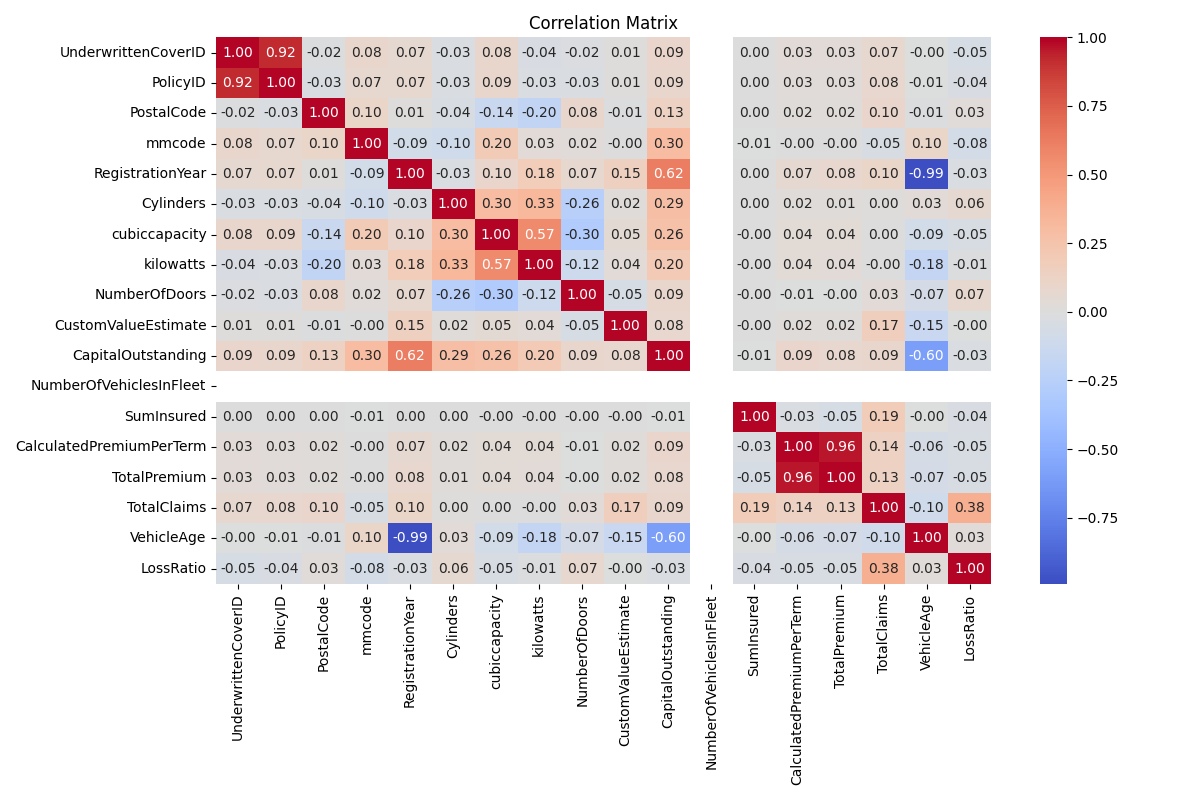 Correlation Matrix
UnderwrittenCoverID 1.00 0.92 -0.02 0.08 0.07 -0.03 0.08 -0.04 -0.02 0.01 0.09 0.00 0.03 0.03 0.07 -0.00 -0.05
PolicyID 0.92 1.00 -0.03 0.07 0.07 -0.03 0.09 -0.03 -0.03 0.01 0.09 0.00 0.03 0.03 0.08 -0.01 -0.04
PostalCode -0.02 -0.03 1.00 0.10 0.01 -0.04 -0.14 -0.20 0.08 -0.01 0.13 0.00 0.02 0.02 0.10 -0.01 0.03
mmcode 0.08 0.07 0.10 1.00 -0.09 -0.10 0.20 0.03 0.02 -0.00 0.30 -0.01 -0.00 -0.00 -0.05 0.10 -0.08
RegistrationYear 0.07 0.07 0.01 -0.09 1.00 -0.03 0.10 0.18 0.07 0.15 0.62 0.00 0.07 0.08 0.10 -0.99 -0.03
Cylinders -0.03 -0.03 -0.04 -0.10 -0.03 1.00 0.30 0.33 -0.26 0.02 0.29 0.00 0.02 0.01 0.00 0.03 0.06
cubiccapacity 0.08 0.09 -0.14 0.20 0.10 0.30 1.00 0.57 -0.30 0.05 0.26 -0.00 0.04 0.04 0.00 -0.09 -0.05
kilowatts -0.04 -0.03 -0.20 0.03 0.18 0.33 0.57 1.00 -0.12 0.04 0.20 -0.00 0.04 0.04 -0.00 -0.18 -0.01
NumberOfDoors -0.02 -0.03 0.08 0.02 0.07 -0.26 -0.30 -0.12 1.00 -0.05 0.09 -0.00 -0.01 -0.00 0.03 -0.07 0.07
CustomValueEstimate 0.01 0.01 -0.01 -0.00 0.15 0.02 0.05 0.04 -0.05 1.00 0.08 -0.00 0.02 0.02 0.17 -0.15 -0.00
CapitalOutstanding 0.09 0.09 0.13 0.30 0.62 0.29 0.26 0.20 0.09 0.08 1.00 -0.01 0.09 0.08 0.09 -0.60 -0.03
NumberOfVehiclesInFleet
SumInsured 0.00 0.00 0.00 -0.01 0.00 0.00 -0.00 -0.00 -0.00 -0.00 -0.01 1.00 -0.03 -0.05 0.19 -0.00 -0.04
CalculatedPremiumPerTerm 0.03 0.03 0.02 -0.00 0.07 0.02 0.04 0.04 -0.01 0.02 0.09 -0.03 1.00 0.96 0.14 -0.06 -0.05
TotalPremium 0.03 0.03 0.02 -0.00 0.08 0.01 0.04 0.04 -0.00 0.02 0.08 -0.05 0.96 1.00 0.13 -0.07 -0.05
TotalClaims 0.07 0.08 0.10 -0.05 0.10 0.00 0.00 -0.00 0.03 0.17 0.09 0.19 0.14 0.13 1.00 -0.10 0.38
VehicleAge -0.00 -0.01 -0.01 0.10 -0.99 0.03 -0.09 -0.18 -0.07 -0.15 -0.60 -0.00 -0.06 -0.07 -0.10 1.00 0.03
LossRatio -0.05 -0.04 0.03 -0.08 -0.03 0.06 -0.05 -0.01 0.07 -0.00 -0.03 -0.04 -0.05 -0.05 0.38 0.03 1.00
UnderwrittenCoverID
PolicyID
PostalCode
mmcode
RegistrationYear
Cylinders
cubiccapacity
kilowatts
NumberOfDoors
CustomValueEstimate
CapitalOutstanding
NumberOfVehiclesInFleet
SumInsured
CalculatedPremiumPerTerm
TotalPremium
TotalClaims
VehicleAge
LossRatio
1.00
0.75
0.50
0.25
0.00
−0.25
−0.50
−0.75